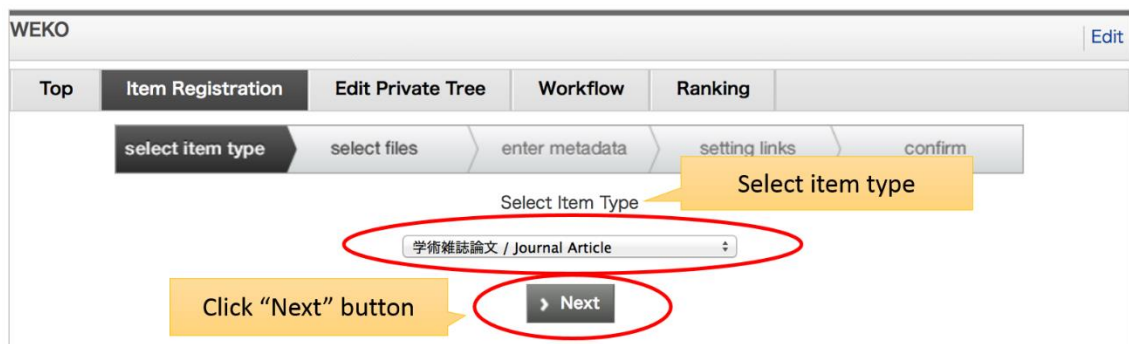 WEKO
Edit
Top Item Registration Edit Private Tree Workflow Ranking
select item type select files enter metadata setting links confirm
Select item type
Select Item Type
学術雑誌論文 / Journal Article
Click “Next” button
Next